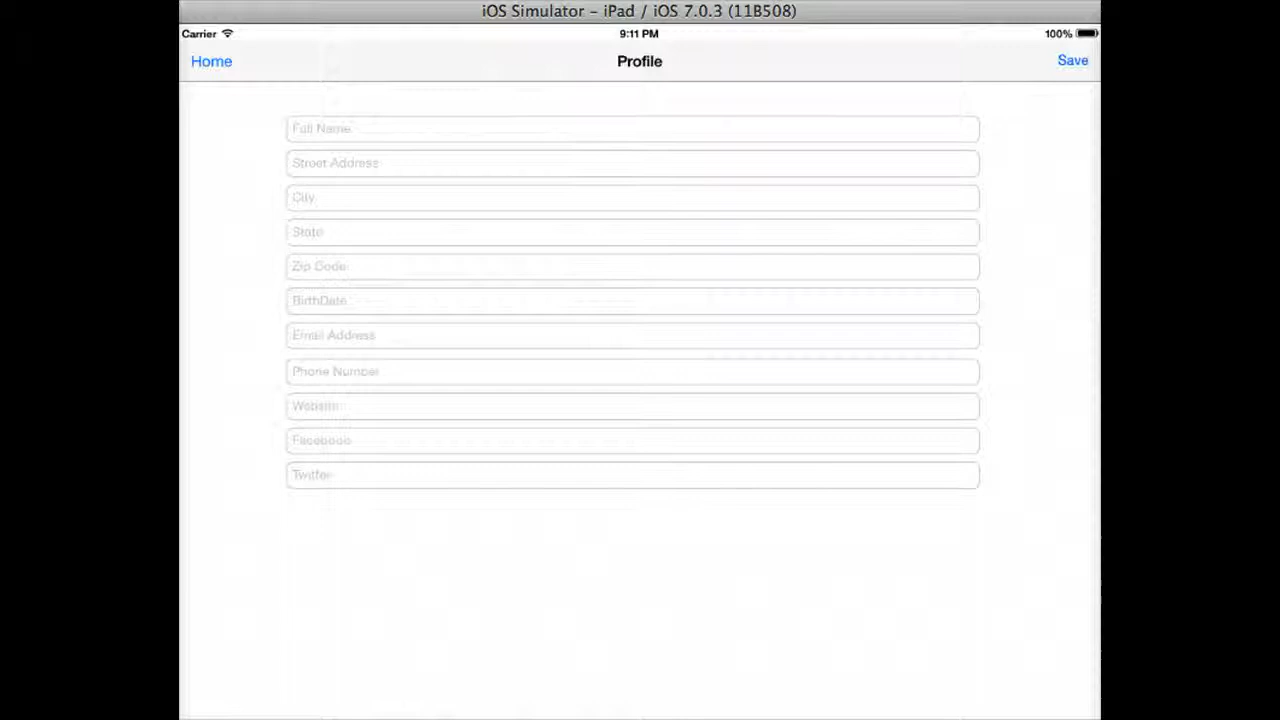 iOS Simulator – iPad / iOS 7.0.3 (11B508)
Carrier 9:11 PM 100%
Home Profile Save
Full Name
Street Address
City
State
Zip Code
BirthDate
Email Address
Phone Number
Website
Facebook
Twitter